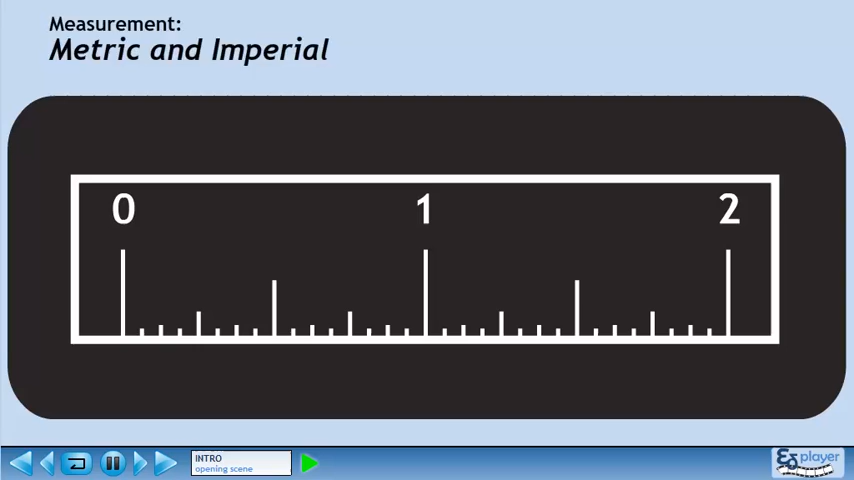 Measurement:
Metric and Imperial
0 1 2
INTRO
opening scene
player